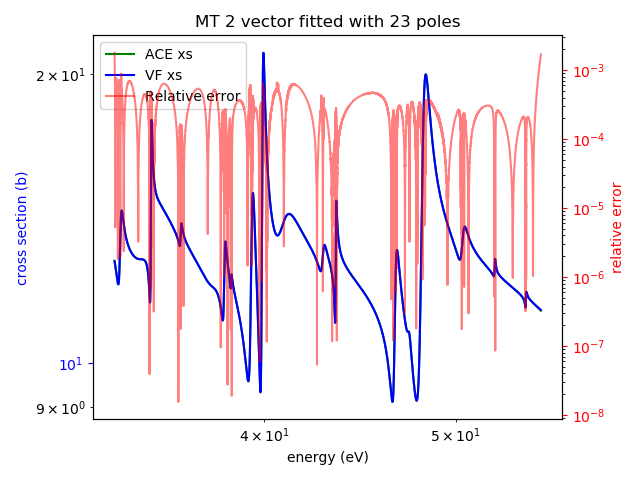 MT 2 vector fitted with 23 poles
ACE xs
VF xs
Relative error
cross section (b)
2 × 10¹
10¹
9 × 10⁰
10⁻³
10⁻⁴
10⁻⁵
10⁻⁶
10⁻⁷
10⁻⁸
relative error
4 × 10¹
5 × 10¹
energy (eV)